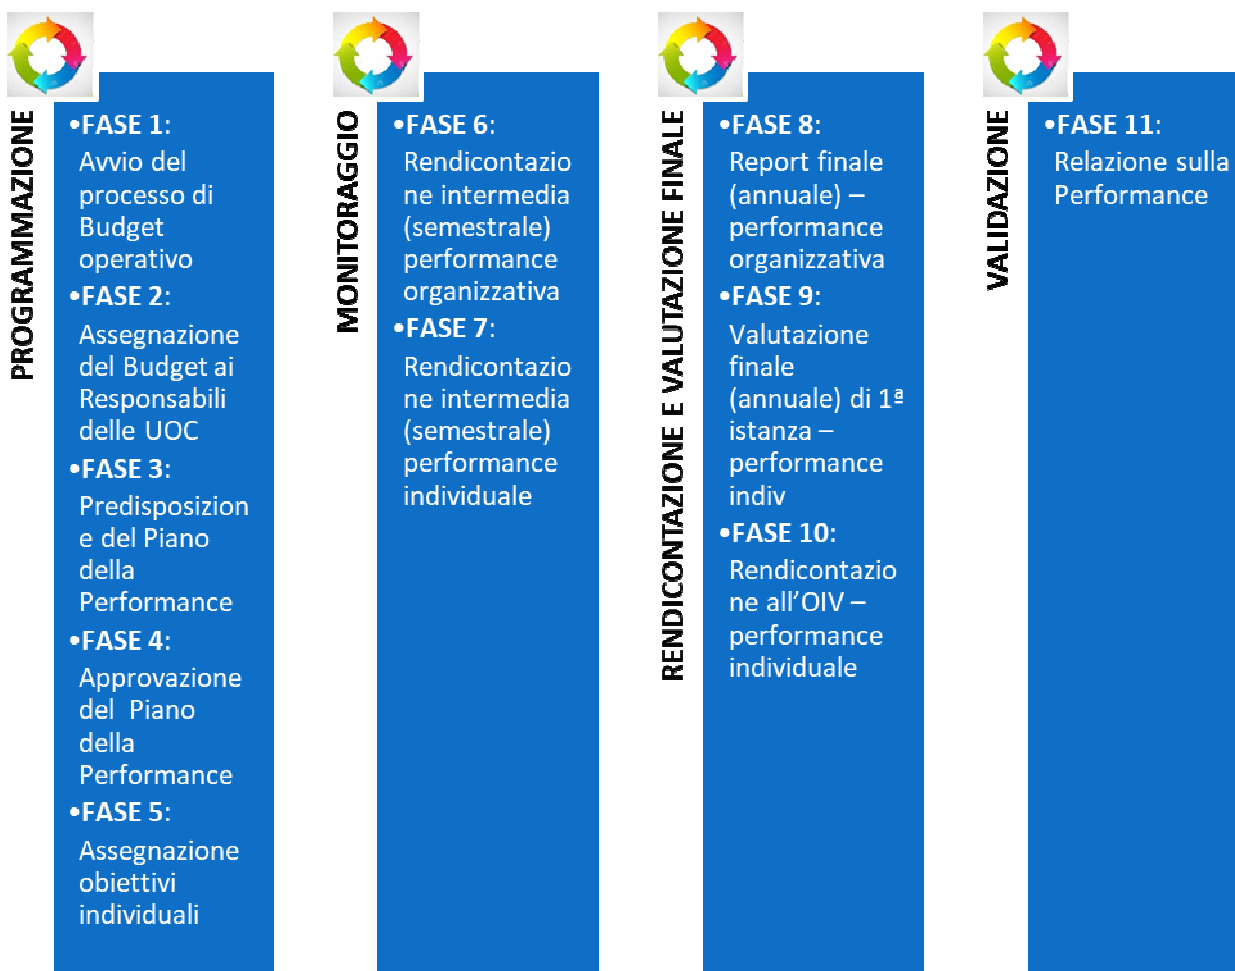 PROGRAMMAZIONE
•FASE 1:
Avvio del
processo di
Budget
operativo
•FASE 2:
Assegnazione
del Budget ai
Responsabili
delle UOC
•FASE 3:
Predisposizion
e del Piano
della
Performance
•FASE 4:
Approvazione
del Piano
della
Performance
•FASE 5:
Assegnazione
obiettivi
individuali
MONITORAGGIO
•FASE 6:
Rendicontazio
ne intermedia
(semestrale)
performance
organizzativa
•FASE 7:
Rendicontazio
ne intermedia
(semestrale)
performance
individuale
RENDICONTAZIONE E VALUTAZIONE FINALE
•FASE 8:
Report finale
(annuale) –
performance
organizzativa
•FASE 9:
Valutazione
finale
(annuale) di 1ª
istanza –
performance
indiv
•FASE 10:
Rendicontazio
ne all’OIV –
performance
individuale
VALIDAZIONE
•FASE 11:
Relazione sulla
Performance